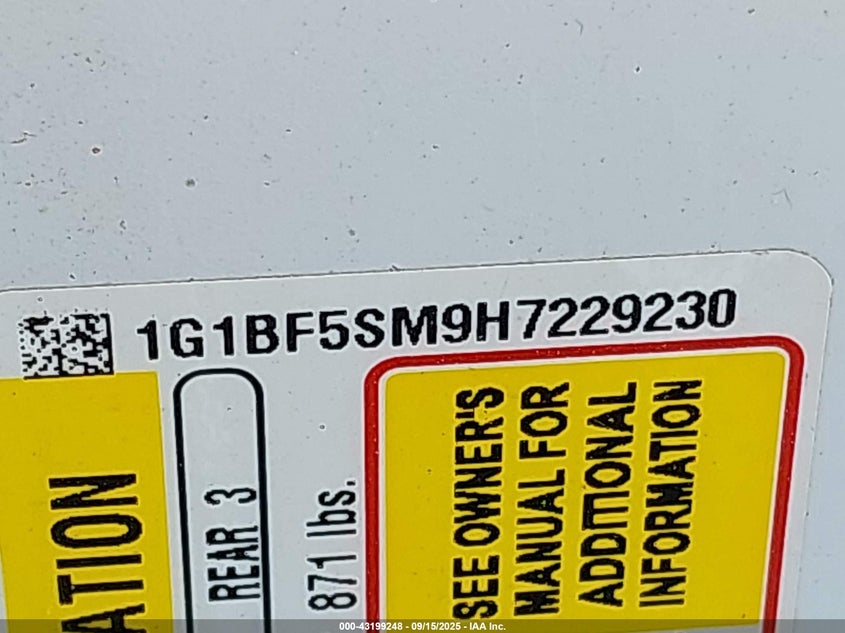 1G1BF5SM9H7229230
ATION
REAR 3
871 lbs.
SEE OWNER'S
MANUAL FOR
ADDITIONAL
INFORMATION
000-43199248 - 09/15/2025 - IAA Inc.